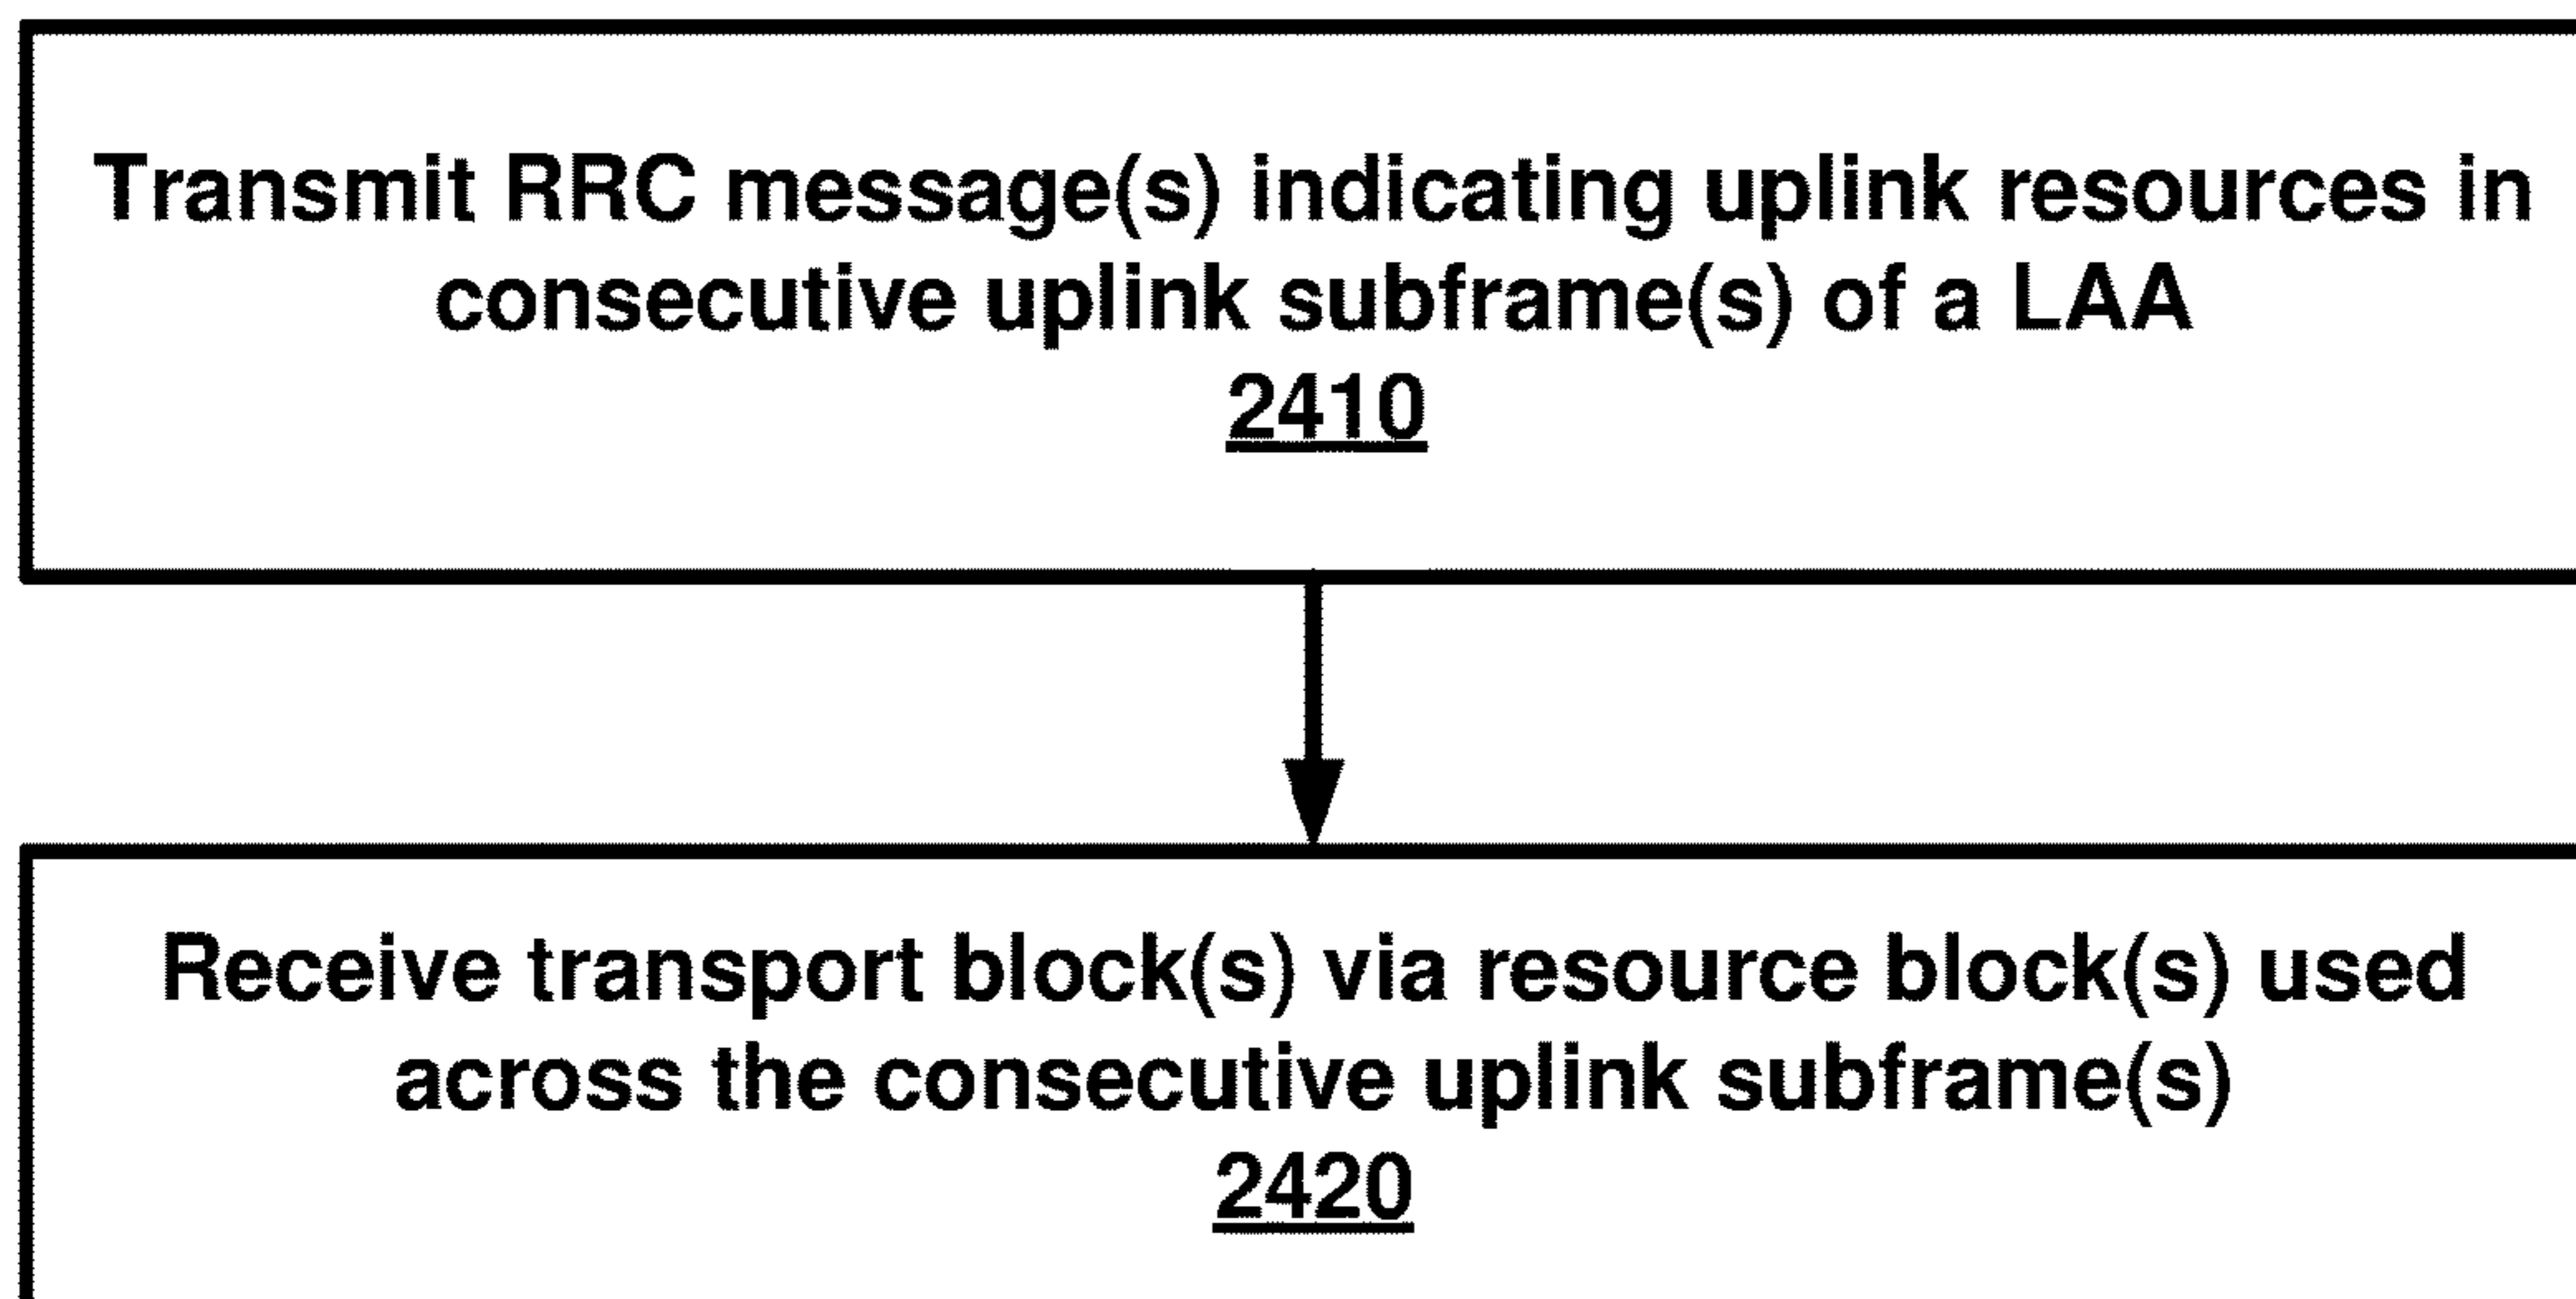 Transmit RRC message(s) indicating uplink resources in
consecutive uplink subframe(s) of a LAA
2410
Receive transport block(s) via resource block(s) used
across the consecutive uplink subframe(s)
2420